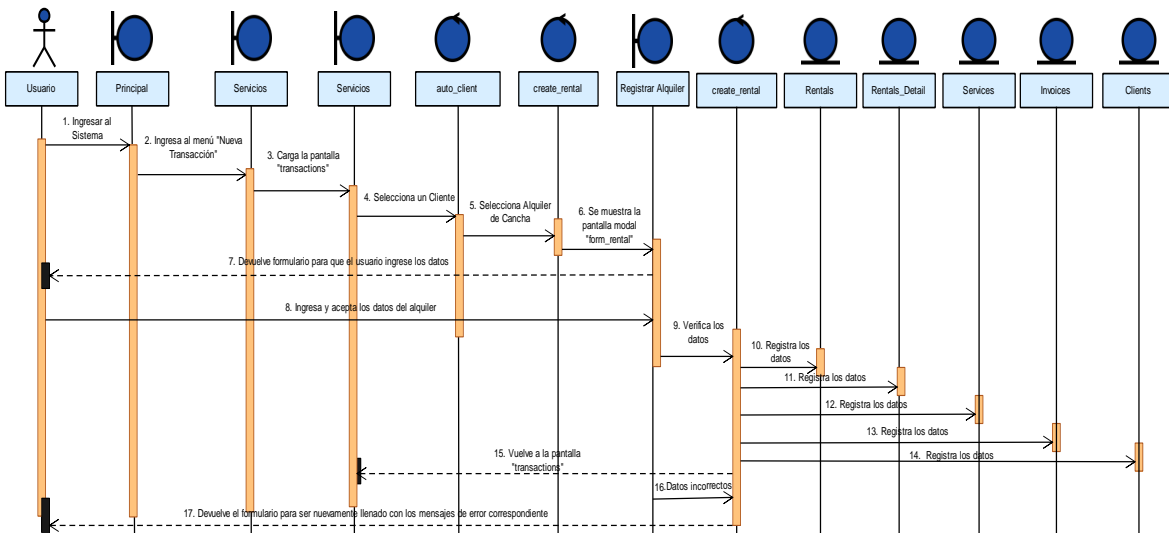 Usuario
Principal
Servicios
Servicios
auto_client
create_rental
Registrar Alquiler
create_rental
Rentals
Rentals_Detail
Services
Invoices
Clients
1. Ingresar al
Sistema
2. Ingresa al menú "Nueva
Transacción"
3. Carga la pantalla
"transactions"
4. Selecciona un Cliente
5. Selecciona Alquiler
de Cancha
6. Se muestra la
pantalla modal
"form_rental"
7. Devuelve formulario para que el usuario ingrese los datos
8. Ingresa y acepta los datos del alquiler
9. Verifica los
datos
10. Registra los
datos
11. Registra los datos
12. Registra los datos
13. Registra los datos
14. Registra los datos
15. Vuelve a la pantalla
"transactions"
16. Datos incorrectos
17. Devuelve el formulario para ser nuevamente llenado con los mensajes de error correspondiente